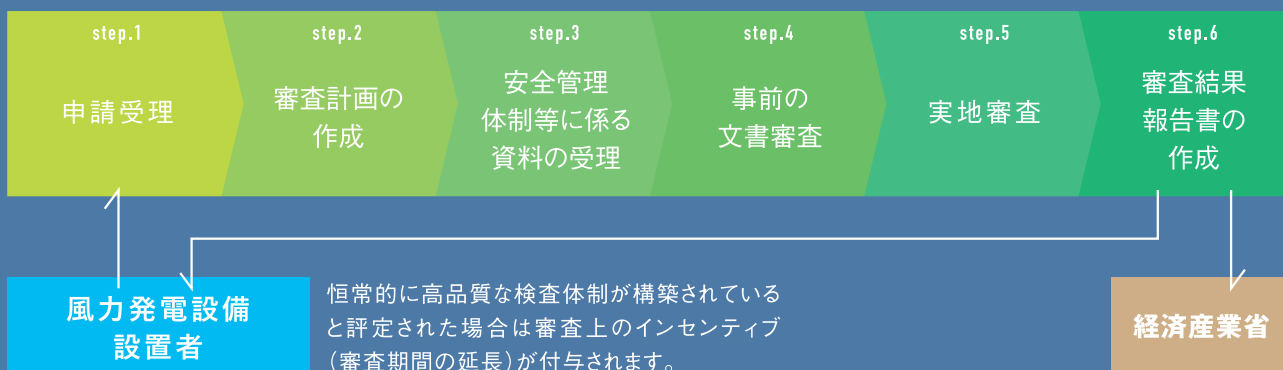 step.1
申請受理
step.2
審査計画の
作成
step.3
安全管理
体制等に係る
資料の受理
step.4
事前の
文書審査
step.5
実地審査
step.6
審査結果
報告書の
作成
風力発電設備
設置者
恒常的に高品質な検査体制が構築されている
と評定された場合は審査上のインセンティブ
（審査期間の延長）が付与されます。
経済産業省